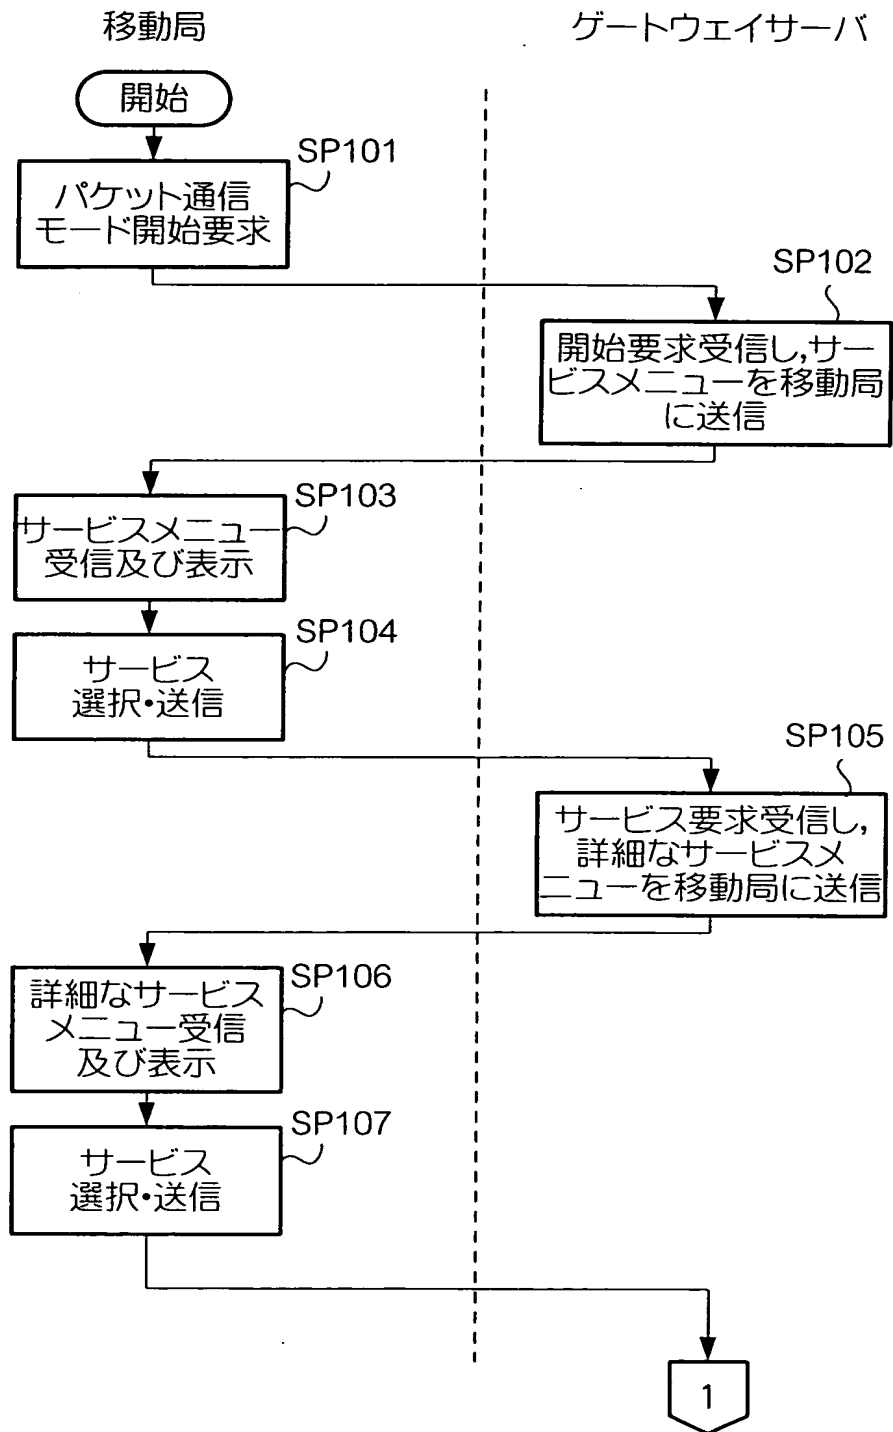 移動局
ゲートウェイサーバ
開始
SP101
パケット通信
モード開始要求
SP102
開始要求受信し,サー
ビスメニューを移動局
に送信
SP103
サービスメニュー
受信及び表示
SP104
サービス
選択・送信
SP105
サービス要求受信し,
詳細なサービスメ
ニューを移動局に送信
SP106
詳細なサービス
メニュー受信
及び表示
SP107
サービス
選択・送信
1